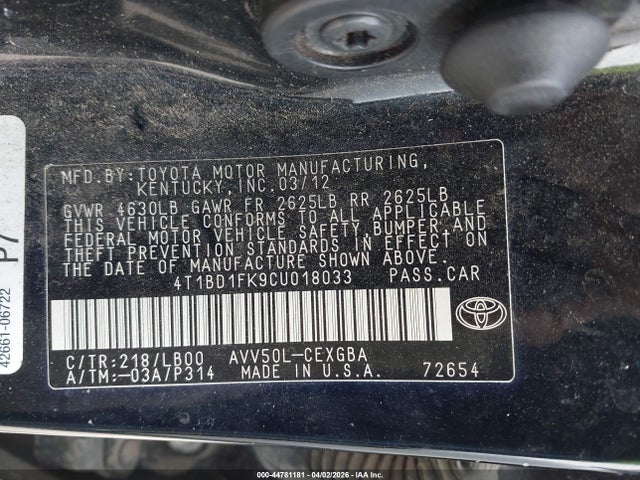 MFD.BY:TOYOTA MOTOR MANUFACTURING,
KENTUCKY,INC.03/12
GVWR 4630LB GAWR FR 2625LB RR 2625LB
THIS VEHICLE CONFORMS TO ALL APPLICABLE
FEDERAL MOTOR VEHICLE SAFETY,BUMPER,AND
THEFT PREVENTION STANDARDS IN EFFECT ON
THE DATE OF MANUFACTURE SHOWN ABOVE.
4T1BD1FK9CU018033 PASS.CAR
C/TR:218/LB00 AVV50L-CEXGBA
A/TM:-03A7P314 MADE IN U.S.A. 72654
P7
42661-06722
000-44781181 - 04/02/2026 - IAA Inc.